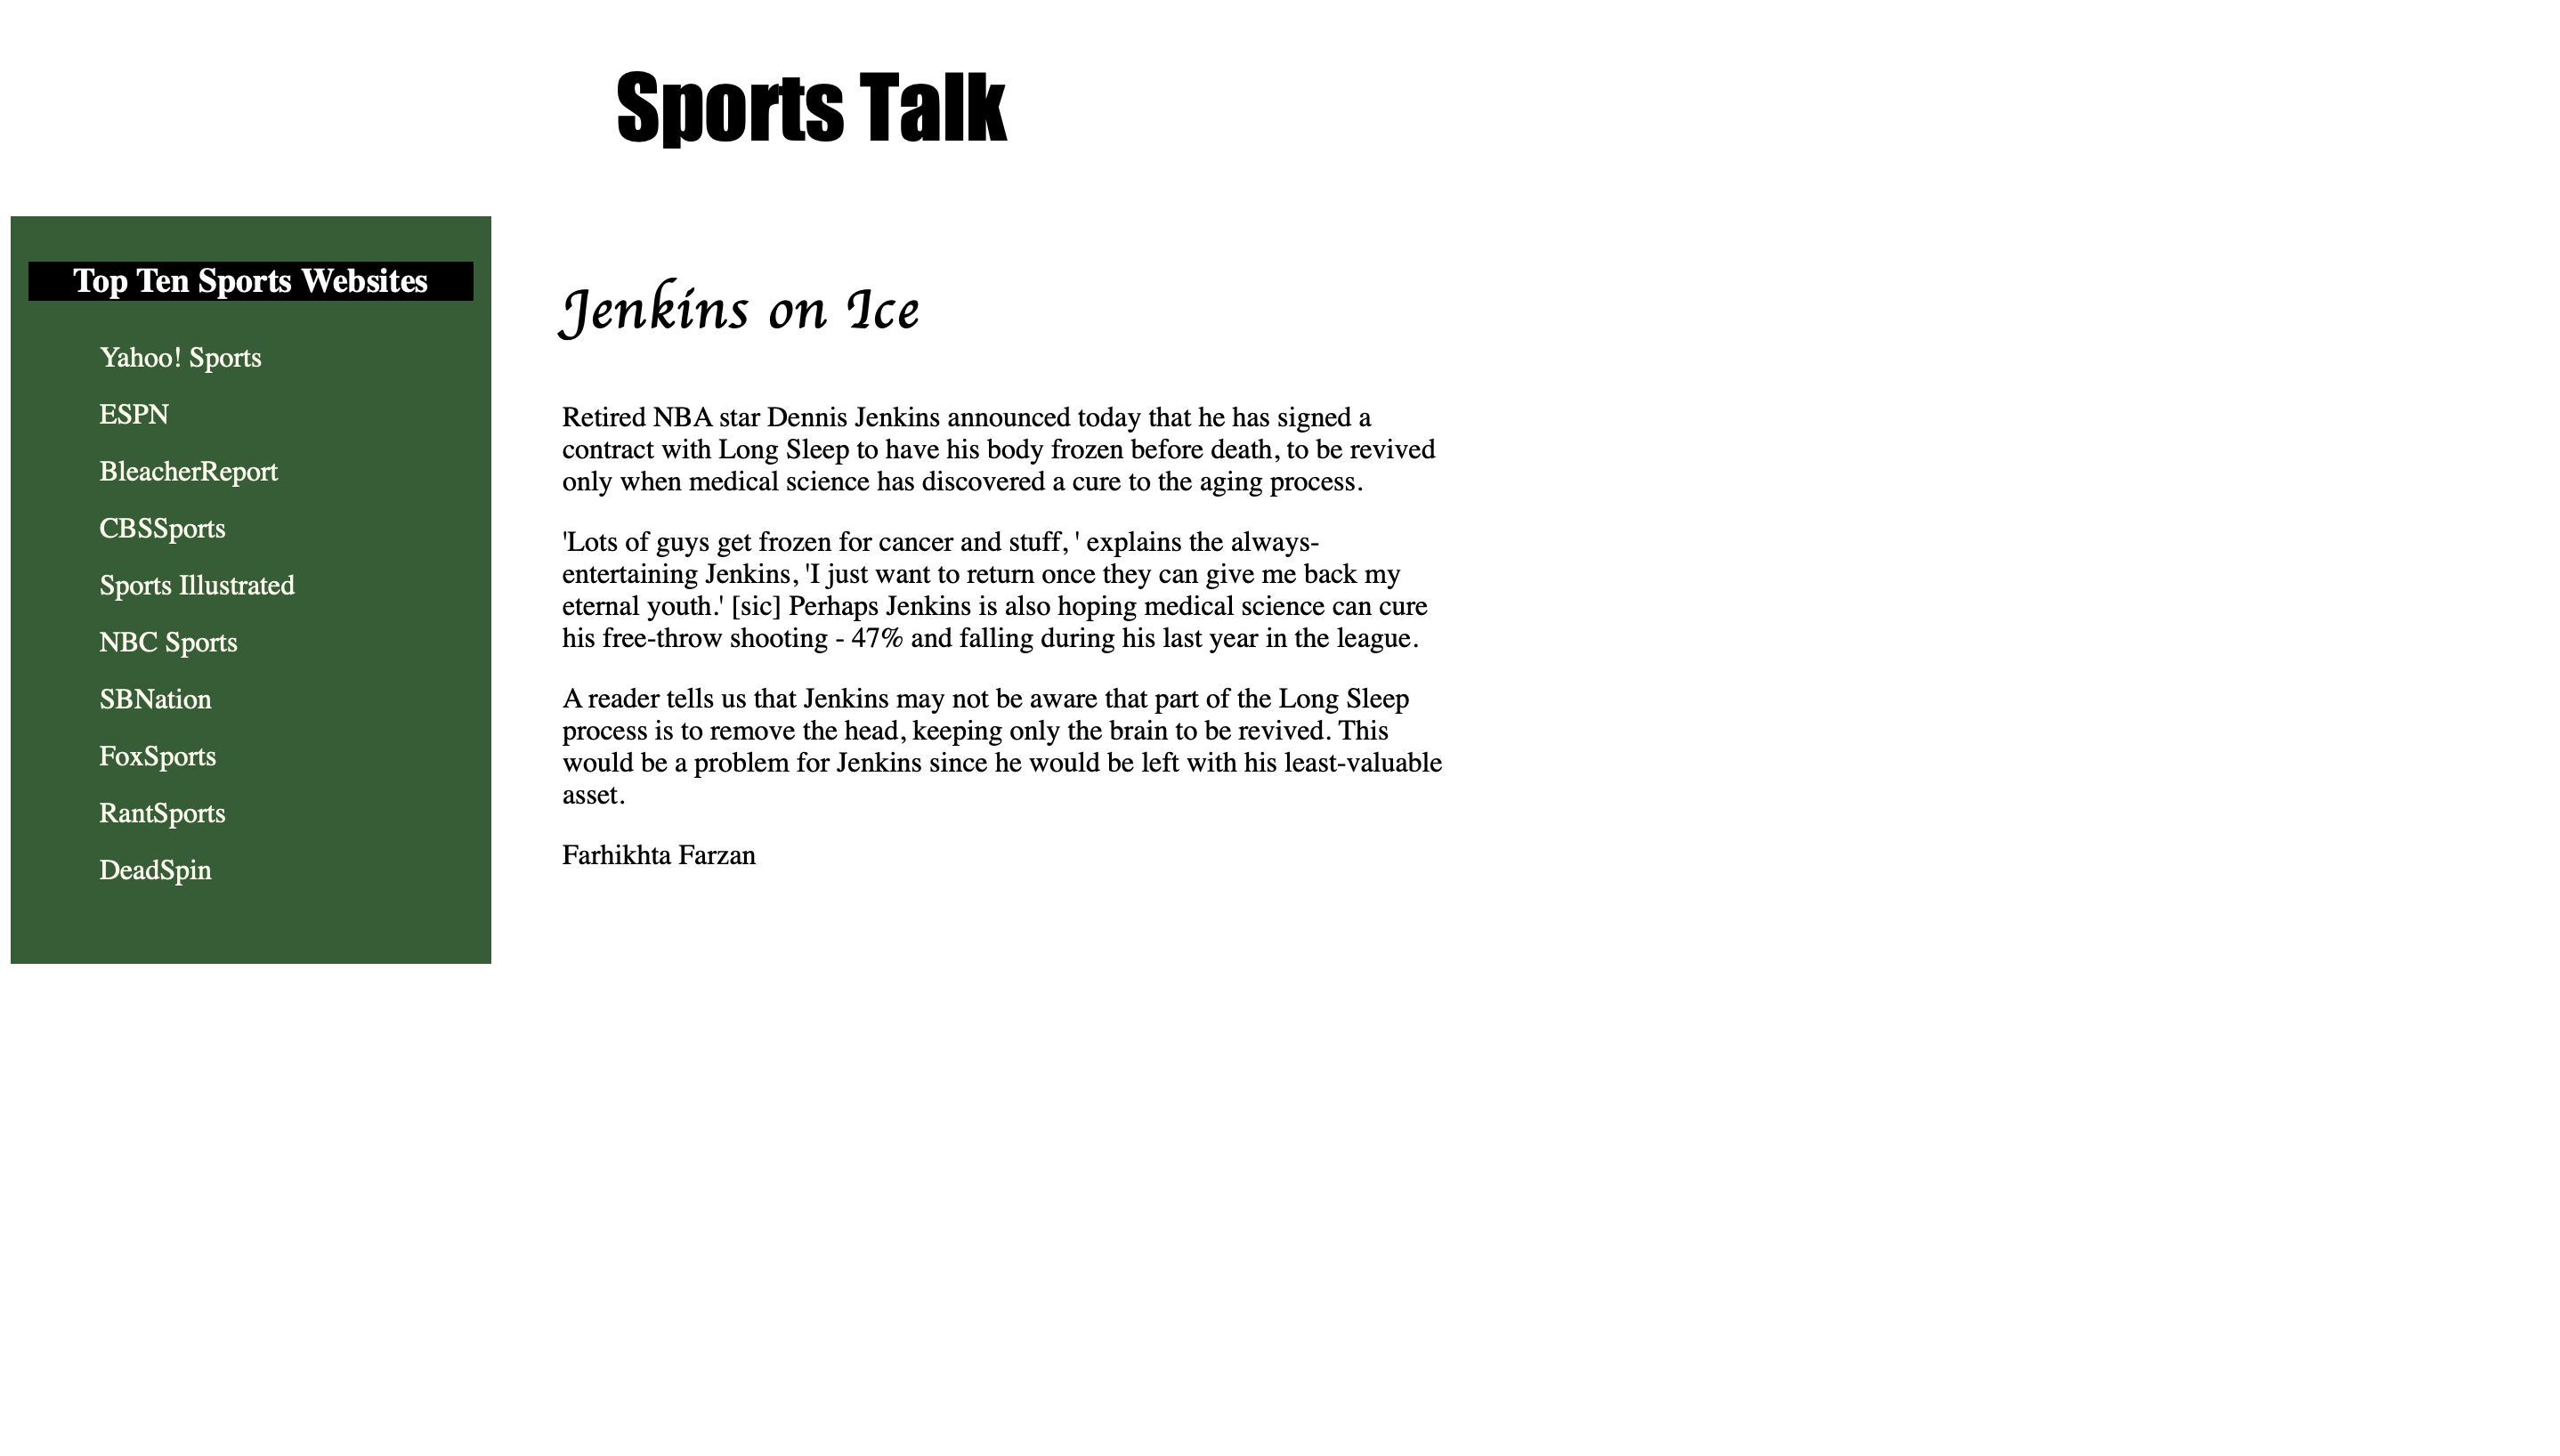 Sports Talk
Top Ten Sports Websites
Yahoo! Sports
ESPN
BleacherReport
CBSSports
Sports Illustrated
NBC Sports
SBNation
FoxSports
RantSports
DeadSpin
Jenkins on Ice
Retired NBA star Dennis Jenkins announced today that he has signed a
contract with Long Sleep to have his body frozen before death, to be revived
only when medical science has discovered a cure to the aging process.
'Lots of guys get frozen for cancer and stuff, ' explains the always-
entertaining Jenkins, 'I just want to return once they can give me back my
eternal youth.' [sic] Perhaps Jenkins is also hoping medical science can cure
his free-throw shooting - 47% and falling during his last year in the league.
A reader tells us that Jenkins may not be aware that part of the Long Sleep
process is to remove the head, keeping only the brain to be revived. This
would be a problem for Jenkins since he would be left with his least-valuable
asset.
Farhikhta Farzan